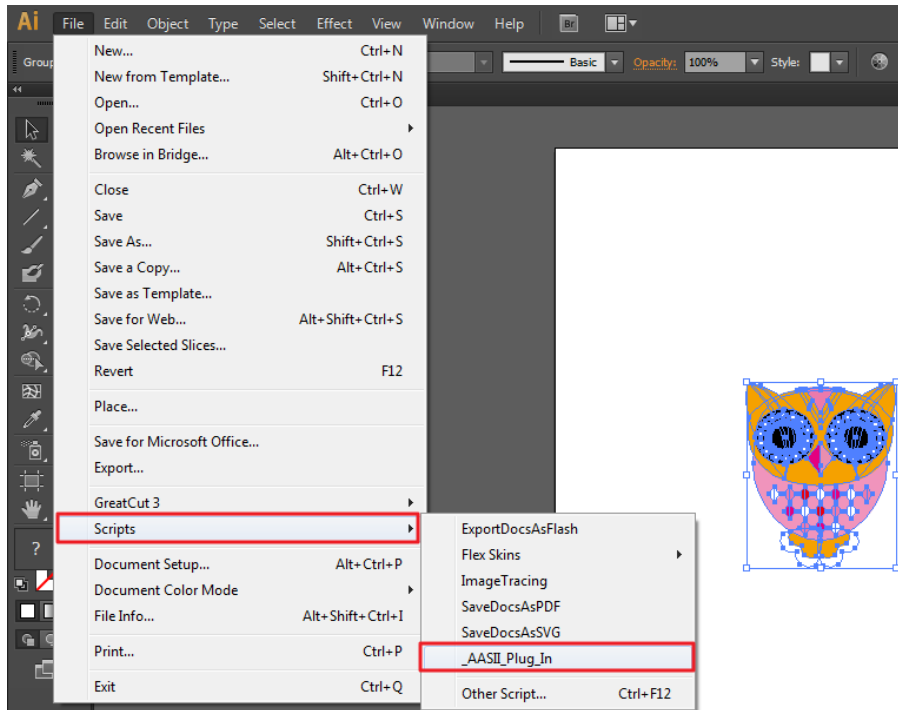 Ai File Edit Object Type Select Effect View Window Help Br
Group Basic Opacity: 100% Style:
New... Ctrl+N
New from Template... Shift+Ctrl+N
Open... Ctrl+O
Open Recent Files
Browse in Bridge... Alt+Ctrl+O
Close Ctrl+W
Save Ctrl+S
Save As... Shift+Ctrl+S
Save a Copy... Alt+Ctrl+S
Save as Template...
Save for Web... Alt+Shift+Ctrl+S
Save Selected Slices...
Revert F12
Place...
Save for Microsoft Office...
Export...
GreatCut 3
Scripts
Document Setup... Alt+Ctrl+P
Document Color Mode
File Info... Alt+Shift+Ctrl+I
Print... Ctrl+P
Exit Ctrl+Q
ExportDocsAsFlash
Flex Skins
ImageTracing
SaveDocsAsPDF
SaveDocsAsSVG
_AASII_Plug_In
Other Script... Ctrl+F12
?